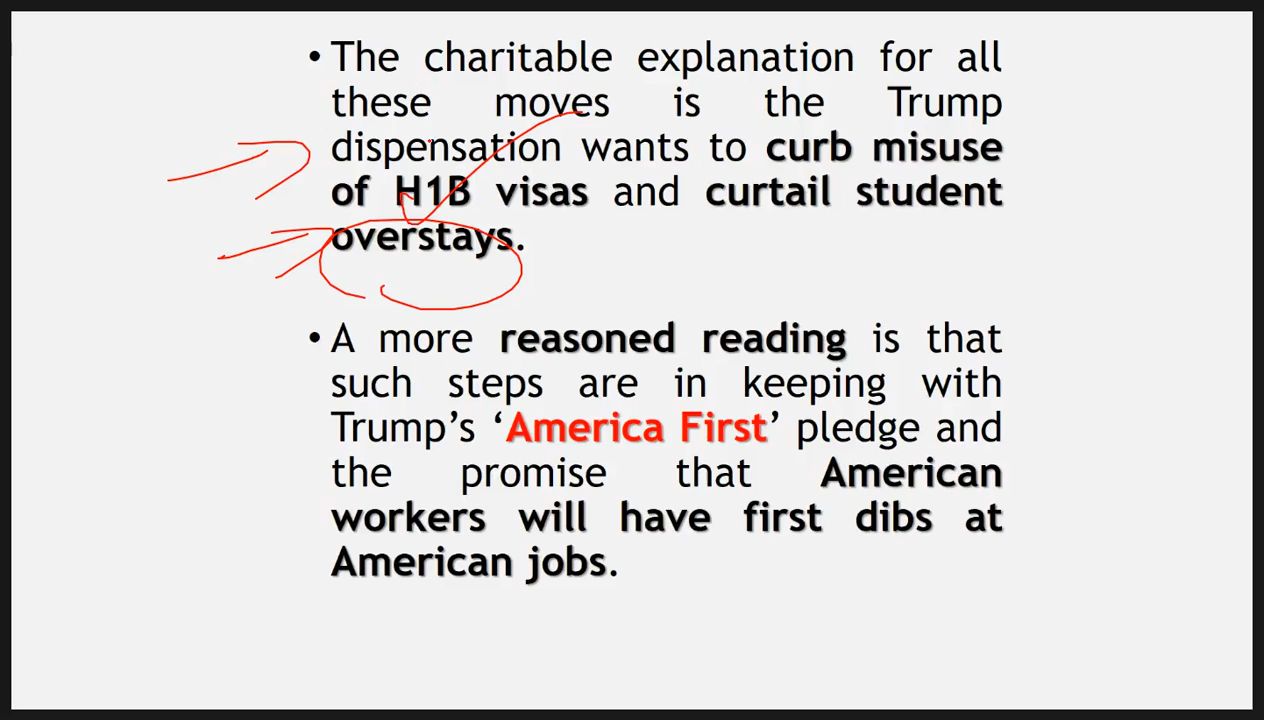 • The charitable explanation for all
these moves is the Trump
dispensation wants to curb misuse
of H1B visas and curtail student
overstays.
• A more reasoned reading is that
such steps are in keeping with
Trump’s ‘America First’ pledge and
the promise that American
workers will have first dibs at
American jobs.